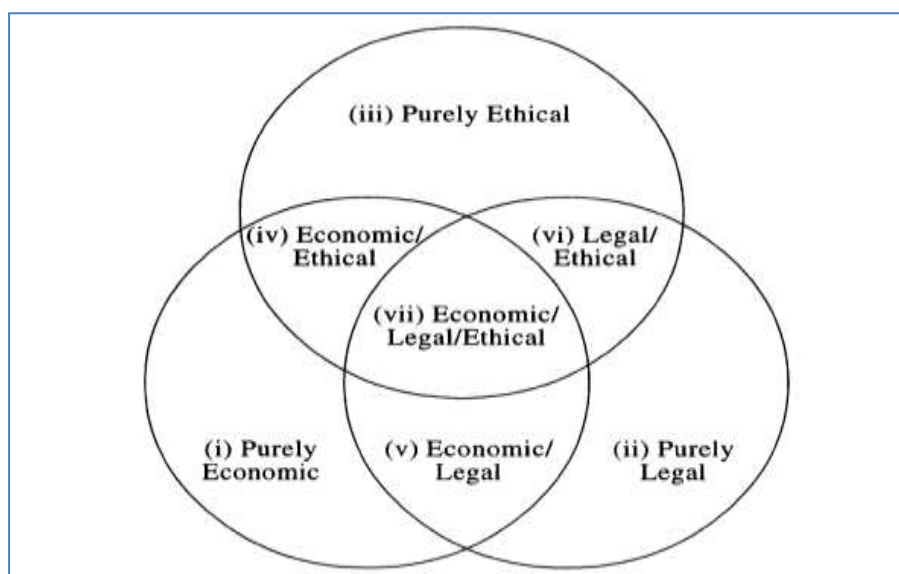 (iii) Purely Ethical
(iv) Economic/
Ethical
(vi) Legal/
Ethical
(vii) Economic/
Legal/Ethical
(i) Purely
Economic
(v) Economic/
Legal
(ii) Purely
Legal